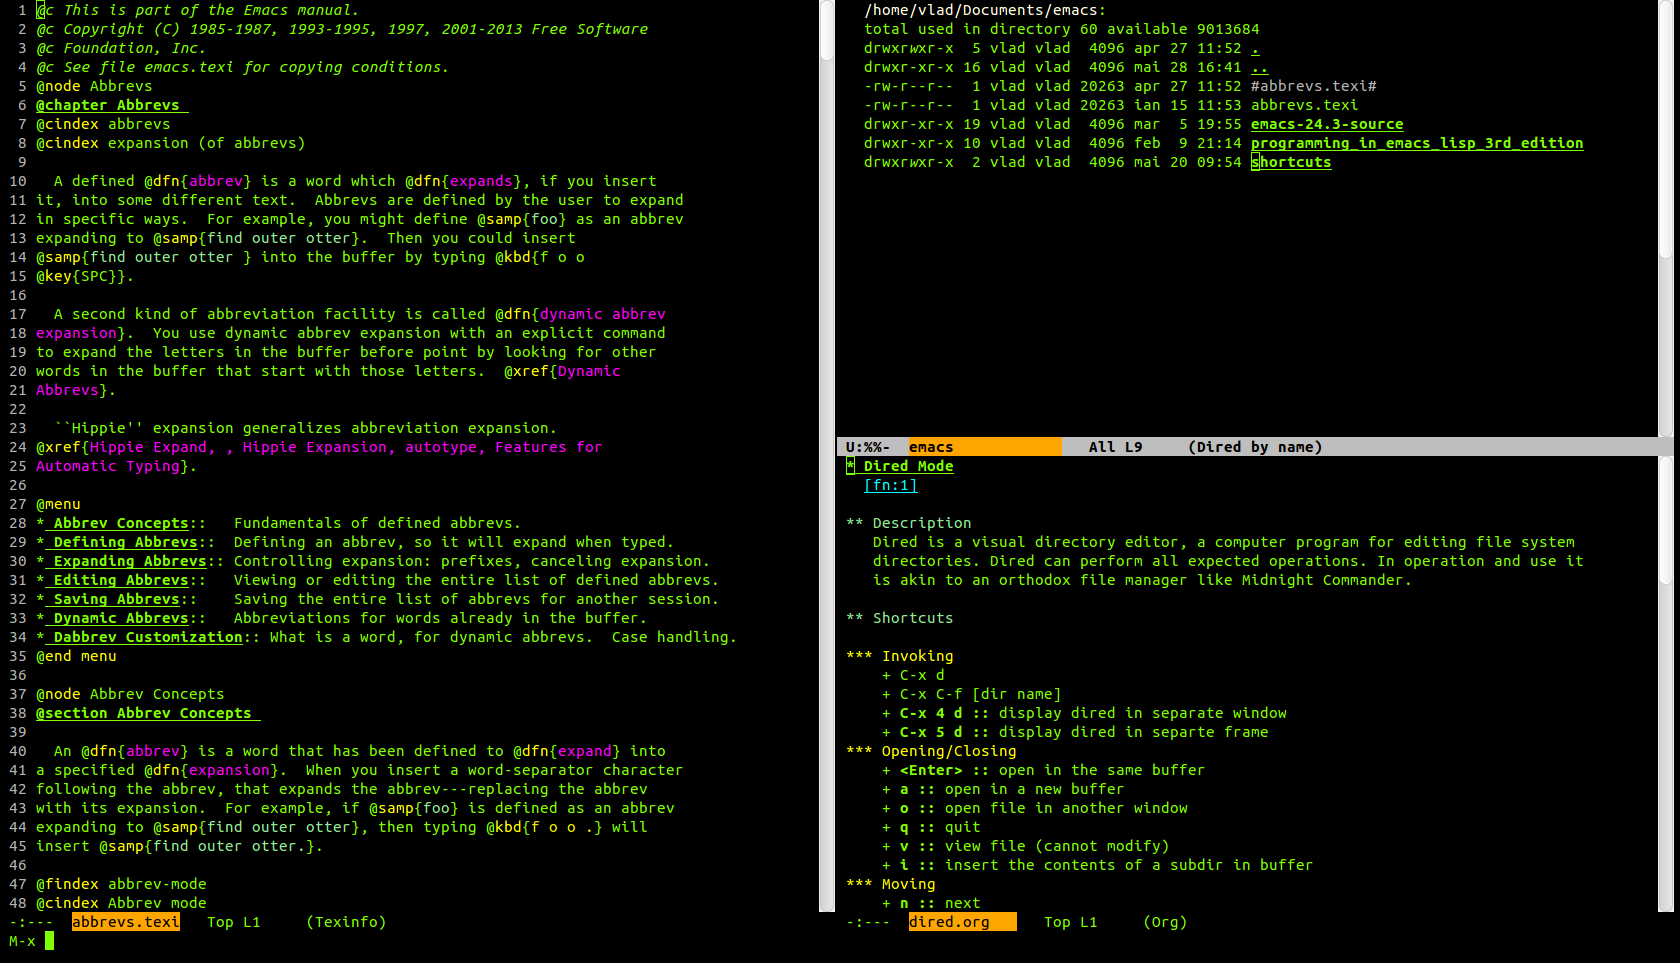 1 @c This is part of the Emacs manual.
2 @c Copyright (C) 1985-1987, 1993-1995, 1997, 2001-2013 Free Software
3 @c Foundation, Inc.
4 @c See file emacs.texi for copying conditions.
5 @node Abbrevs
6 @chapter Abbrevs
7 @cindex abbrevs
8 @cindex expansion (of abbrevs)
9
10   A defined @dfn{abbrev} is a word which @dfn{expands}, if you insert
11 it, into some different text.  Abbrevs are defined by the user to expand
12 in specific ways.  For example, you might define @samp{foo} as an abbrev
13 expanding to @samp{find outer otter}.  Then you could insert
14 @samp{find outer otter } into the buffer by typing @kbd{f o o
15 @key{SPC}}.
16
17   A second kind of abbreviation facility is called @dfn{dynamic abbrev
18 expansion}.  You use dynamic abbrev expansion with an explicit command
19 to expand the letters in the buffer before point by looking for other
20 words in the buffer that start with those letters.  @xref{Dynamic
21 Abbrevs}.
22
23   ``Hippie'' expansion generalizes abbreviation expansion.
24 @xref{Hippie Expand, , Hippie Expansion, autotype, Features for
25 Automatic Typing}.
26
27 @menu
28 * Abbrev Concepts::   Fundamentals of defined abbrevs.
29 * Defining Abbrevs::  Defining an abbrev, so it will expand when typed.
30 * Expanding Abbrevs:: Controlling expansion: prefixes, canceling expansion.
31 * Editing Abbrevs::   Viewing or editing the entire list of defined abbrevs.
32 * Saving Abbrevs::    Saving the entire list of abbrevs for another session.
33 * Dynamic Abbrevs::   Abbreviations for words already in the buffer.
34 * Dabbrev Customization:: What is a word, for dynamic abbrevs.  Case handling.
35 @end menu
36
37 @node Abbrev Concepts
38 @section Abbrev Concepts
39
40   An @dfn{abbrev} is a word that has been defined to @dfn{expand} into
41 a specified @dfn{expansion}.  When you insert a word-separator character
42 following the abbrev, that expands the abbrev---replacing the abbrev
43 with its expansion.  For example, if @samp{foo} is defined as an abbrev
44 expanding to @samp{find outer otter}, then typing @kbd{f o o .} will
45 insert @samp{find outer otter.}.
46
47 @findex abbrev-mode
48 @cindex Abbrev mode
-:---  abbrevs.texi   Top L1     (Texinfo)
M-x
/home/vlad/Documents/emacs:
total used in directory 60 available 9013684
drwxrwxr-x  5 vlad vlad  4096 apr 27 11:52 .
drwxr-xr-x 16 vlad vlad  4096 mai 28 16:41 ..
-rw-r--r--  1 vlad vlad 20263 apr 27 11:52 #abbrevs.texi#
-rw-r--r--  1 vlad vlad 20263 ian 15 11:53 abbrevs.texi
drwxr-xr-x 19 vlad vlad  4096 mar  5 19:55 emacs-24.3-source
drwxr-xr-x 10 vlad vlad  4096 feb  9 21:14 programming_in_emacs_lisp_3rd_edition
drwxrwxr-x  2 vlad vlad  4096 mai 20 09:54 shortcuts
U:%%-  emacs   All L9     (Dired by name)
* Dired Mode
[fn:1]
** Description
Dired is a visual directory editor, a computer program for editing file system
directories. Dired can perform all expected operations. In operation and use it
is akin to an orthodox file manager like Midnight Commander.
** Shortcuts
*** Invoking
+ C-x d
+ C-x C-f [dir name]
+ C-x 4 d :: display dired in separate window
+ C-x 5 d :: display dired in separte frame
*** Opening/Closing
+ <Enter> :: open in the same buffer
+ a :: open in a new buffer
+ o :: open file in another window
+ q :: quit
+ v :: view file (cannot modify)
+ i :: insert the contents of a subdir in buffer
*** Moving
+ n :: next
-:---  dired.org   Top L1     (Org)